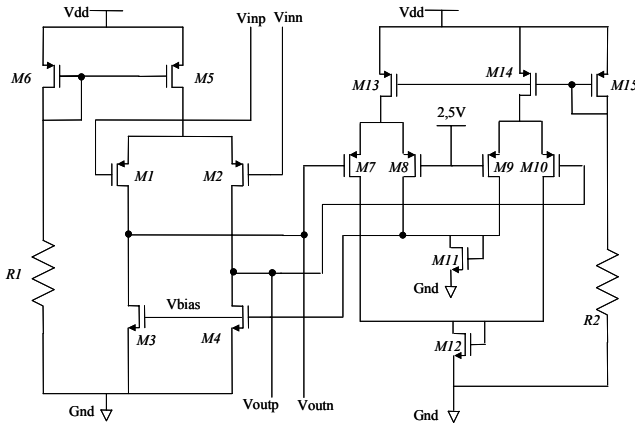 Vdd
Vinp Vinn
Vdd
M6
M5
M13
M14
M15
2,5V
M1
M2
M7
M8
M9
M10
R1
M11
Gnd
R2
Vbias
M3
M4
M12
Gnd
Voutp
Voutn
Gnd